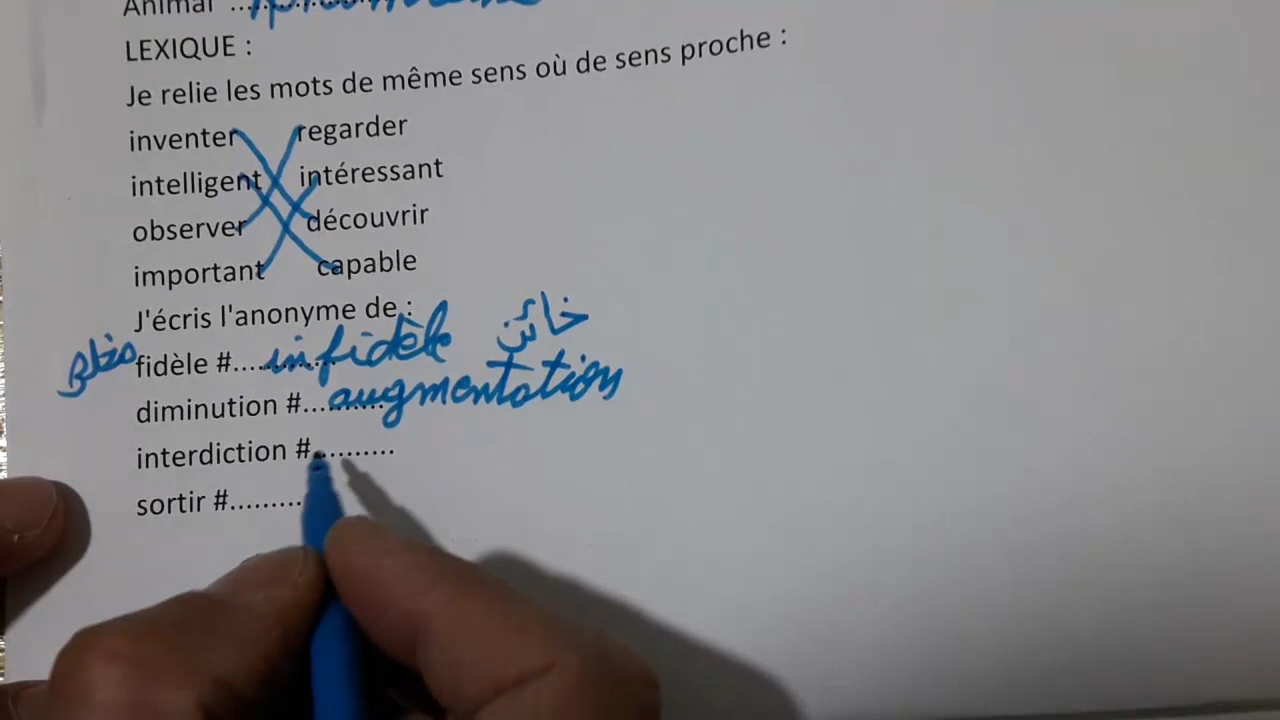 Animal ..............
LEXIQUE :
Je relie les mots de même sens où de sens proche :
inventer regarder
intelligent intéressant
observer découvrir
important capable
J'écris l'anonyme de :
fidèle #............ infidèle خائن
diminution #.......... augmentation
interdiction #..........
sortir #.........